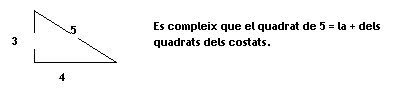 5
3
4
Es compleix que el quadrat de 5 = la + dels
quadrats dels costats.